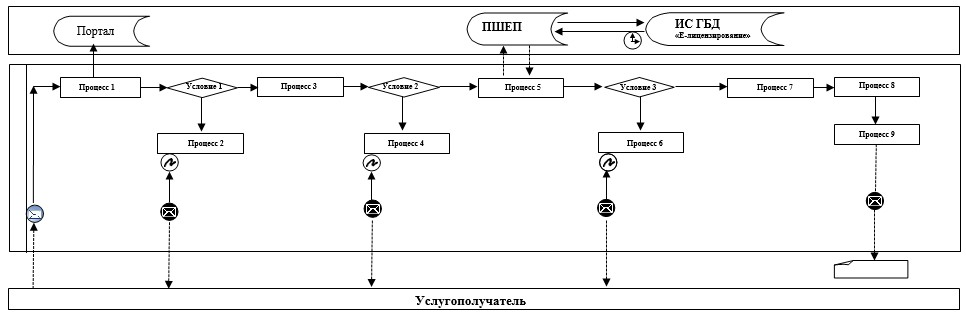 Портал
ПШЕП
ИС ГБД
«Е-лицензирование»
Процесс 1
Условие 1
Процесс 3
Условие 2
Процесс 5
Условие 3
Процесс 7
Процесс 8
Процесс 2
Процесс 4
Процесс 6
Процесс 9
Услугополучатель